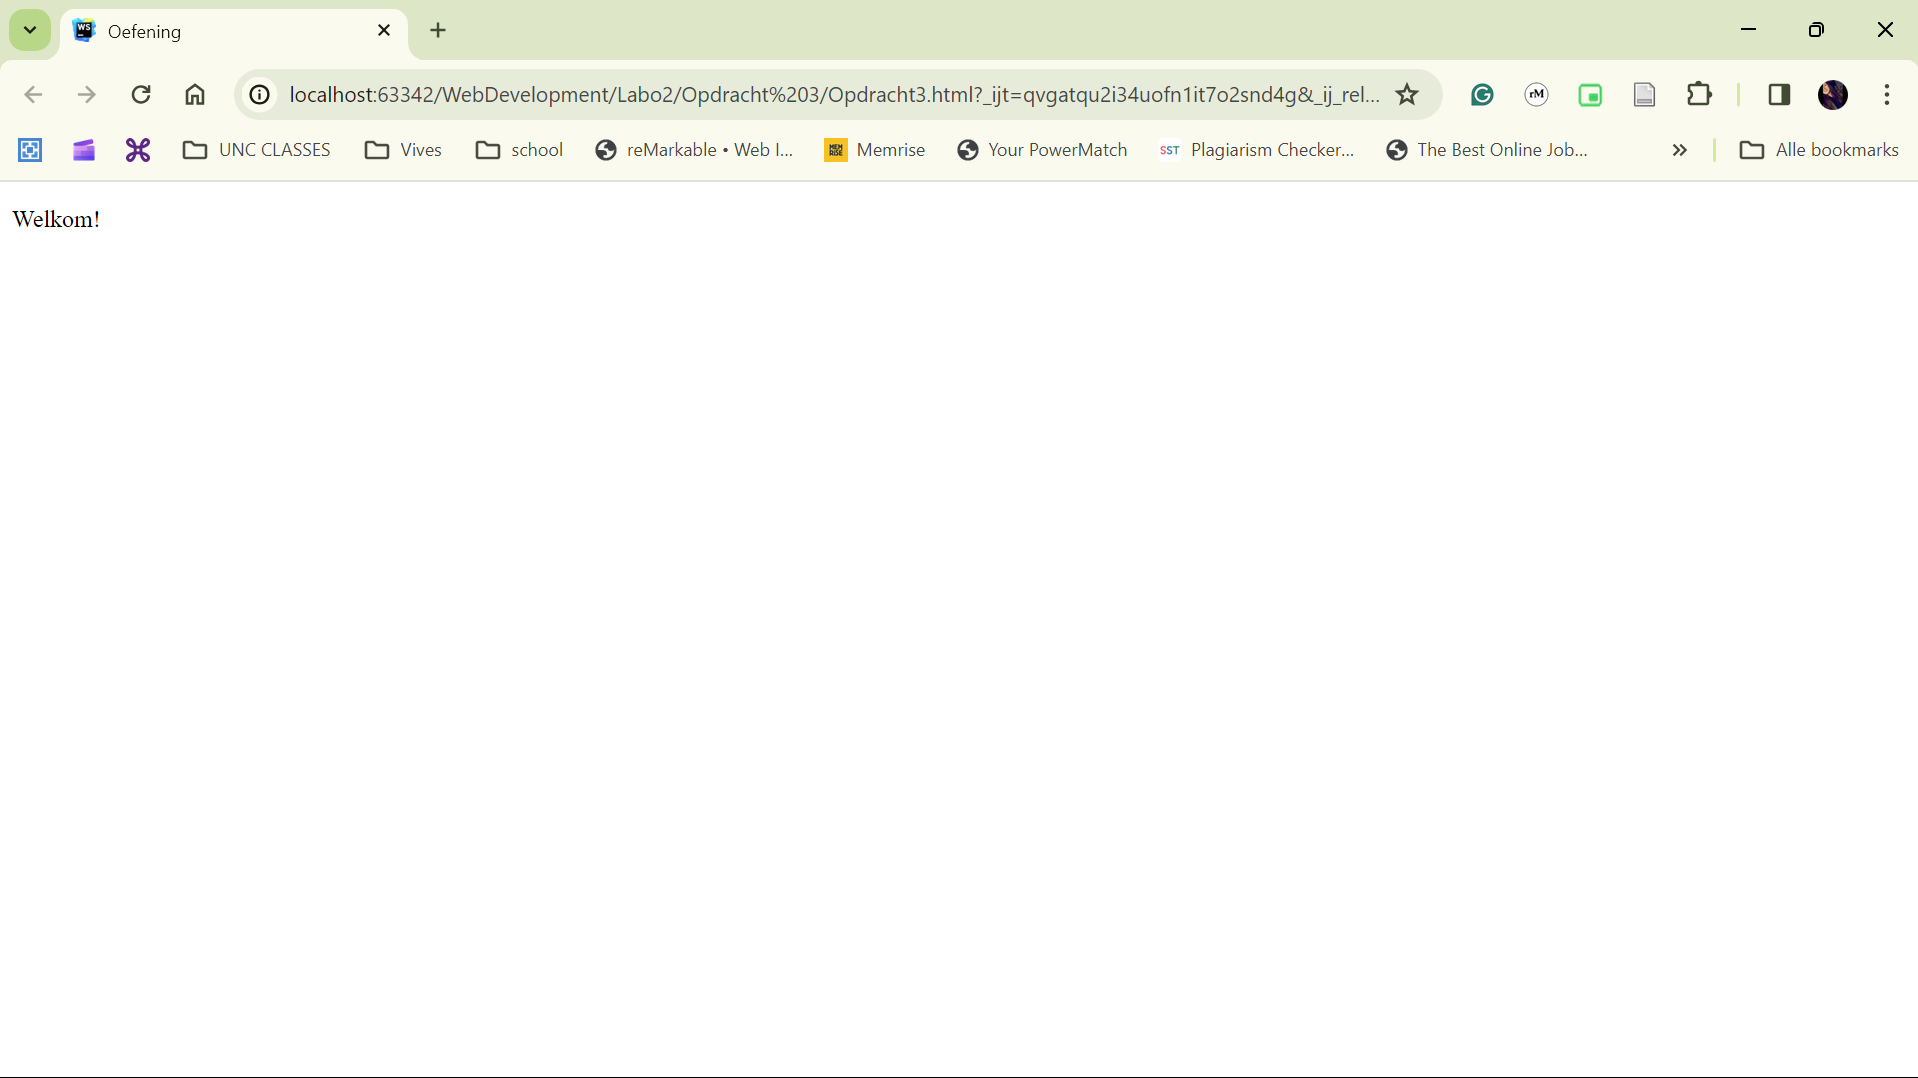 Oefening
localhost:63342/WebDevelopment/Labo2/Opdracht%203/Opdracht3.html?_ijt=qvgatqu2i34uofn1it7o2snd4g&_ij_rel...
UNC CLASSES Vives school reMarkable • Web I... Memrise Your PowerMatch SST Plagiarism Checker... The Best Online Job... Alle bookmarks
Welkom!